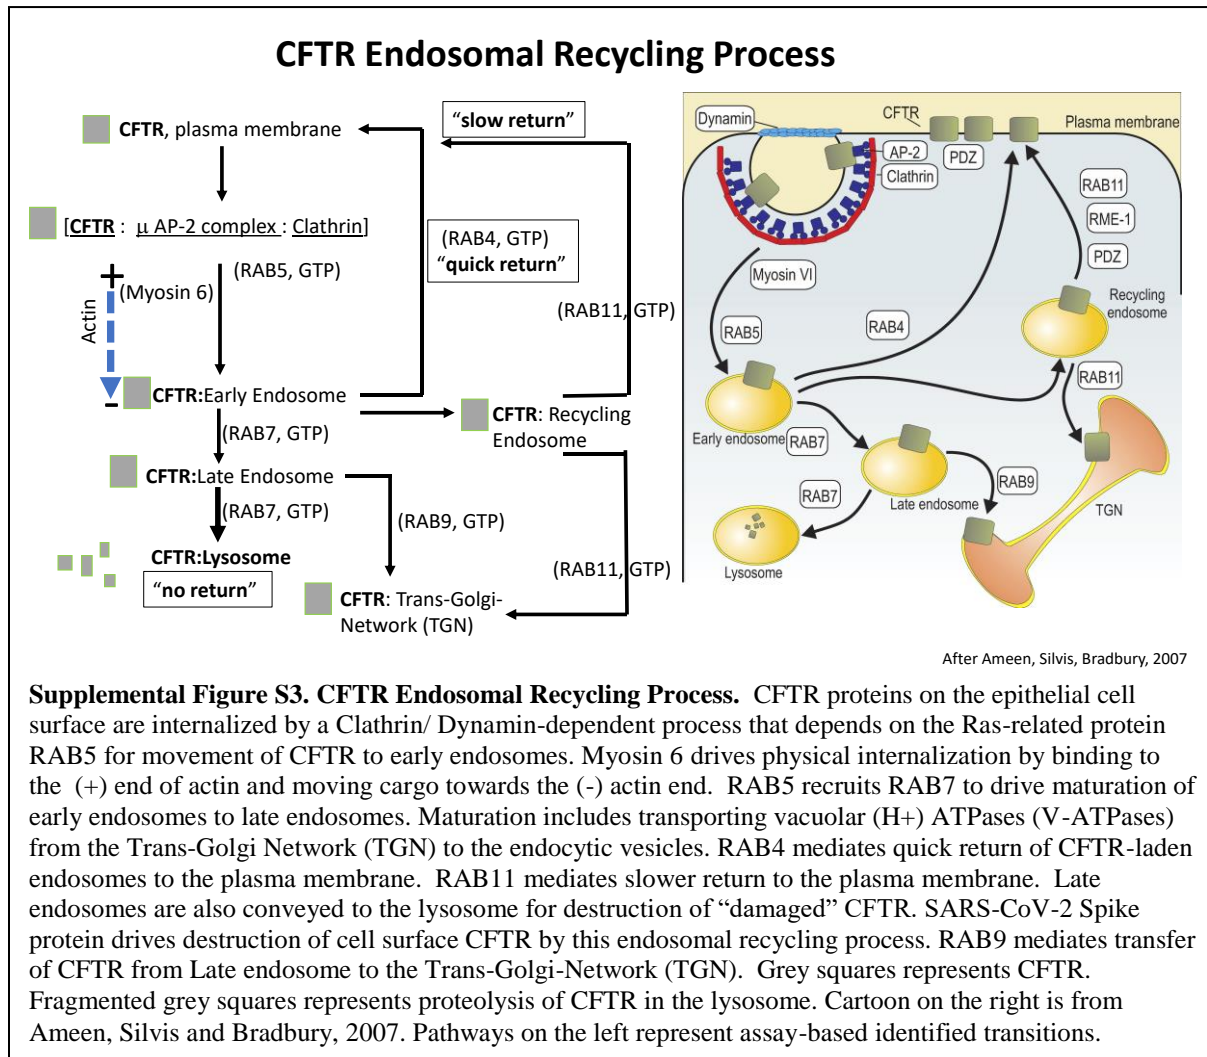 CFTR Endosomal Recycling Process
CFTR, plasma membrane
“slow return”
[CFTR : μ AP-2 complex : Clathrin]
(RAB4, GTP)
“quick return”
(RAB5, GTP)
+
(Myosin 6)
Actin
(RAB11, GTP)
-
CFTR:Early Endosome
CFTR: Recycling
Endosome
(RAB7, GTP)
CFTR:Late Endosome
(RAB7, GTP)
(RAB9, GTP)
CFTR:Lysosome
“no return”
(RAB11, GTP)
CFTR: Trans-Golgi-
Network (TGN)
Dynamin
CFTR
Plasma membrane
AP-2
PDZ
Clathrin
RAB11
RME-1
PDZ
Myosin VI
Recycling
endosome
RAB5
RAB4
RAB11
Early endosome
RAB7
RAB9
RAB7
Late endosome
TGN
Lysosome
After Ameen, Silvis, Bradbury, 2007
Supplemental Figure S3. CFTR Endosomal Recycling Process. CFTR proteins on the epithelial cell
surface are internalized by a Clathrin/ Dynamin-dependent process that depends on the Ras-related protein
RAB5 for movement of CFTR to early endosomes. Myosin 6 drives physical internalization by binding to
the (+) end of actin and moving cargo towards the (-) actin end. RAB5 recruits RAB7 to drive maturation of
early endosomes to late endosomes. Maturation includes transporting vacuolar (H+) ATPases (V-ATPases)
from the Trans-Golgi Network (TGN) to the endocytic vesicles. RAB4 mediates quick return of CFTR-laden
endosomes to the plasma membrane. RAB11 mediates slower return to the plasma membrane. Late
endosomes are also conveyed to the lysosome for destruction of “damaged” CFTR. SARS-CoV-2 Spike
protein drives destruction of cell surface CFTR by this endosomal recycling process. RAB9 mediates transfer
of CFTR from Late endosome to the Trans-Golgi-Network (TGN). Grey squares represents CFTR.
Fragmented grey squares represents proteolysis of CFTR in the lysosome. Cartoon on the right is from
Ameen, Silvis and Bradbury, 2007. Pathways on the left represent assay-based identified transitions.